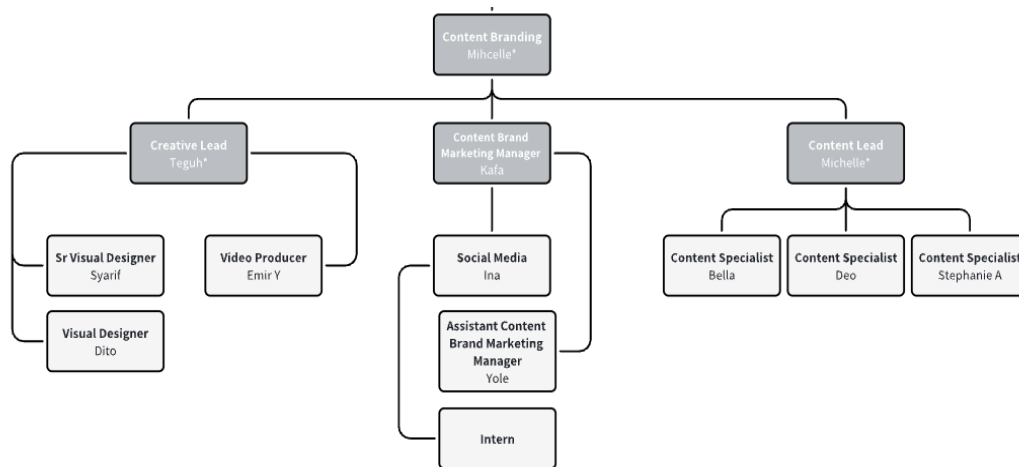 Content Branding
Mihcelle*
Creative Lead
Teguh*
Content Brand
Marketing Manager
Kafa
Content Lead
Michelle*
Sr Visual Designer
Syarif
Video Producer
Emir Y
Social Media
Ina
Content Specialist
Bella
Content Specialist
Deo
Content Specialist
Stephanie A
Visual Designer
Dito
Assistant Content
Brand Marketing
Manager
Yole
Intern